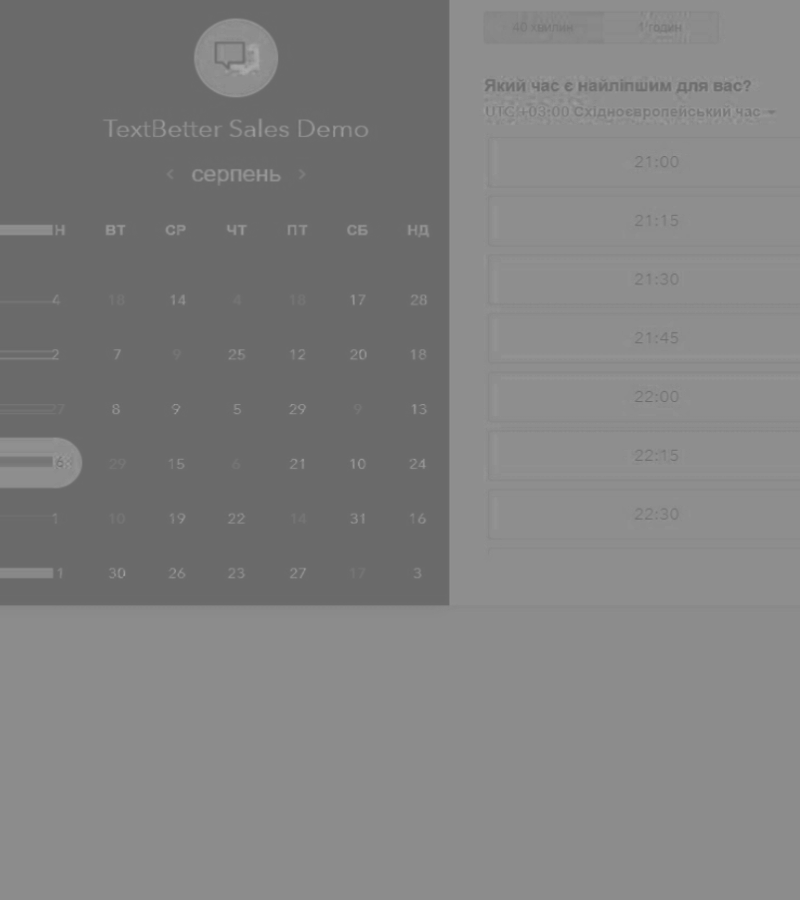 TextBetter Sales Demo
‹ серпень ›
Н ВТ СР ЧТ ПТ СБ НД
4 18 14 4 18 17 28
2 7 9 25 12 20 18
27 8 9 5 29 9 13
29 15 6 21 10 24
1 10 19 22 14 31 16
1 30 26 23 27 17 3
40 хвилин 1 годин
Який час є найліпшим для вас?
UTC +03:00 Східноєвропейський час
21:00
21:15
21:30
21:45
22:00
22:15
22:30